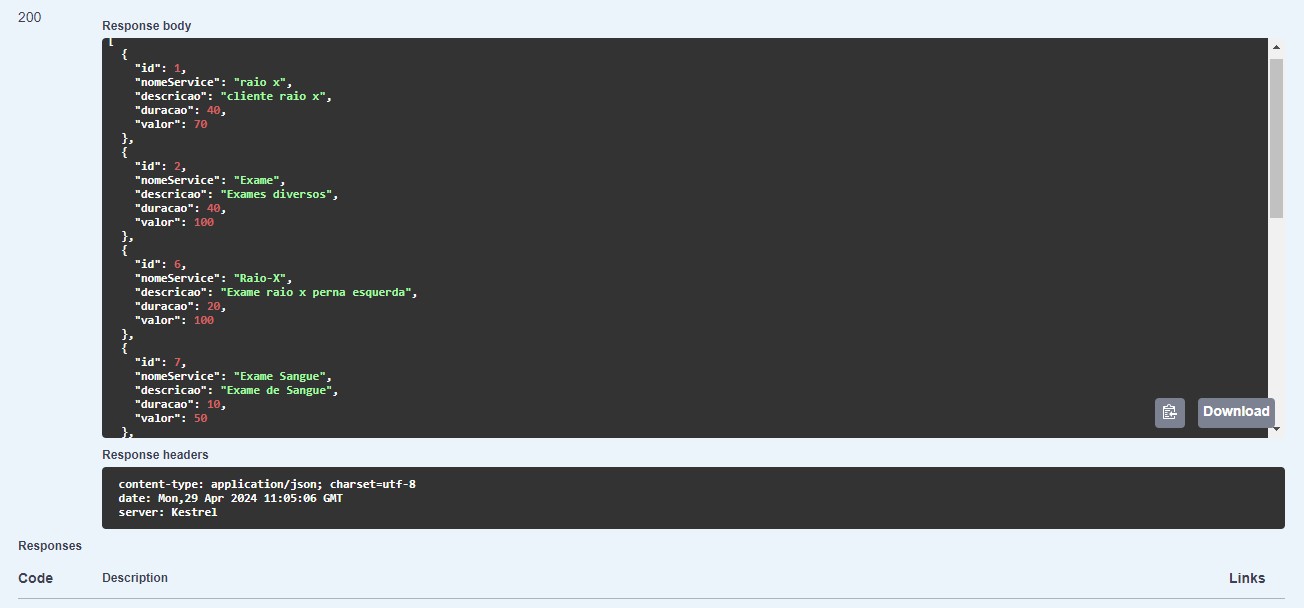 200
Response body
[
{
"id": 1,
"nomeService": "raio x",
"descricao": "cliente raio x",
"duracao": 40,
"valor": 70
},
{
"id": 2,
"nomeService": "Exame",
"descricao": "Exames diversos",
"duracao": 40,
"valor": 100
},
{
"id": 6,
"nomeService": "Raio-X",
"descricao": "Exame raio x perna esquerda",
"duracao": 20,
"valor": 100
},
{
"id": 7,
"nomeService": "Exame Sangue",
"descricao": "Exame de Sangue",
"duracao": 10,
"valor": 50
},
Download
Response headers
content-type: application/json; charset=utf-8
date: Mon,29 Apr 2024 11:05:06 GMT
server: Kestrel
Responses
Code Description Links